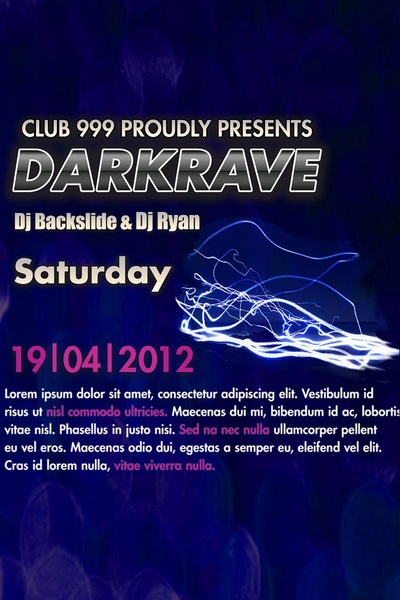 CLUB 999 PROUDLY PRESENTS
DARKRAVE
Dj Backslide & Dj Ryan
Saturday
19|04|2012
Lorem ipsum dolor sit amet, consectetur adipiscing elit. Vestibulum id
risus ut nisl commodo ultricies. Maecenas dui mi, bibendum id ac, lobortis
vitae nisl. Phasellus in justo nisi. Sed na nec nulla ullamcorper pellent
eu vel eros. Maecenas odio dui, egestas a semper eu, eleifend vel elit.
Cras id lorem nulla, vitae viverra nulla.